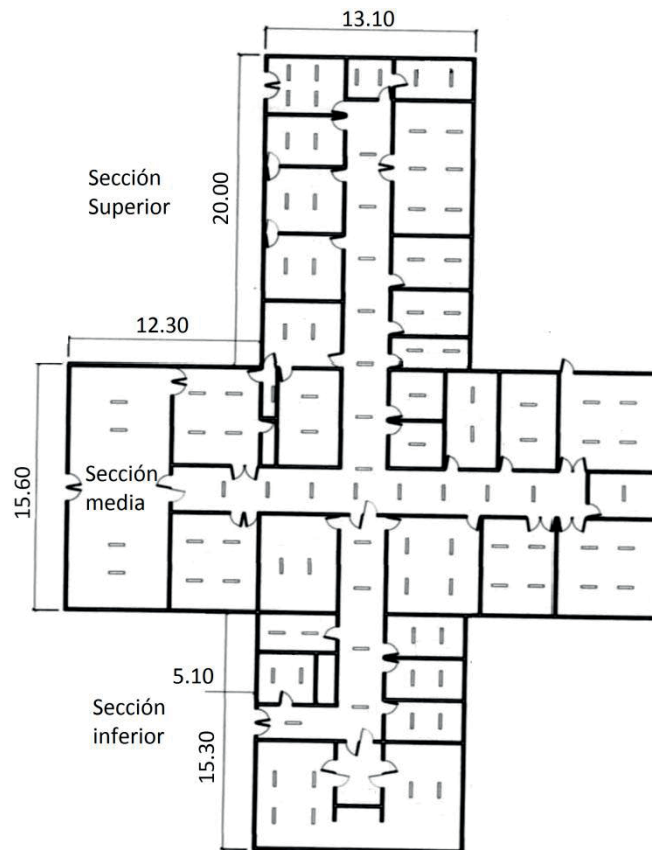 13.10
Sección
Superior
20.00
12.30
15.60
Sección
media
5.10
Sección
inferior
15.30